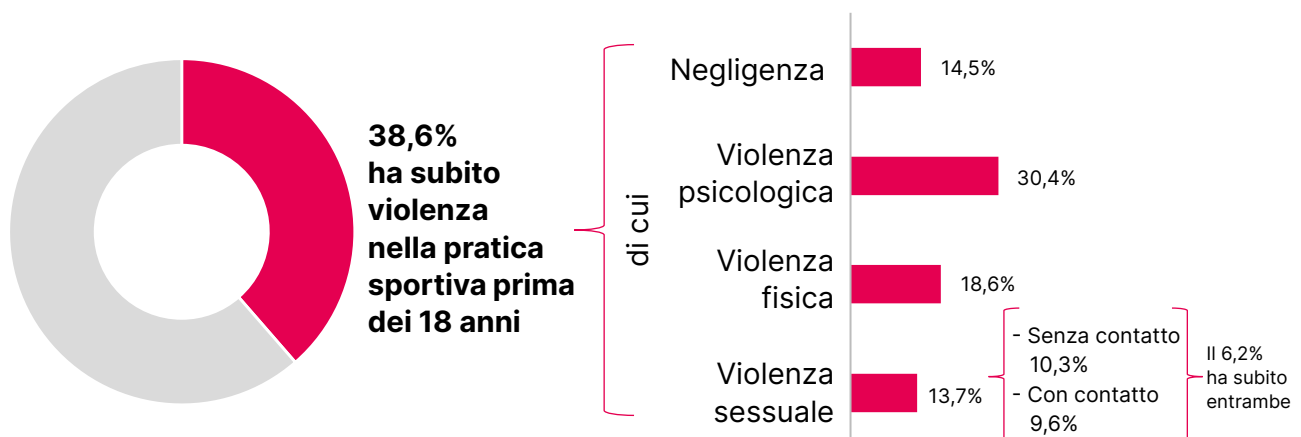 38,6%
ha subito
violenza
nella pratica
sportiva prima
dei 18 anni
di cui
Negligenza
14,5%
Violenza
psicologica
30,4%
Violenza
fisica
18,6%
Violenza
sessuale
13,7%
- Senza contatto
10,3%
- Con contatto
9,6%
Il 6,2%
ha subito
entrambe